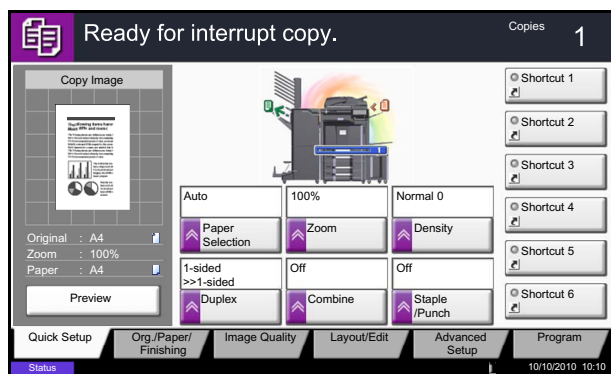 Ready for interrupt copy.
Copies
1
Copy Image
Original : A4
Zoom : 100%
Paper : A4
Preview
1
Auto
Paper
Selection
100%
Zoom
Normal 0
Density
1-sided
>>1-sided
Duplex
Off
Combine
Off
Staple
/Punch
Shortcut 1
Shortcut 2
Shortcut 3
Shortcut 4
Shortcut 5
Shortcut 6
Quick Setup
Org./Paper/
Finishing
Image Quality
Layout/Edit
Advanced
Setup
Program
Status
10/10/2010 10:10